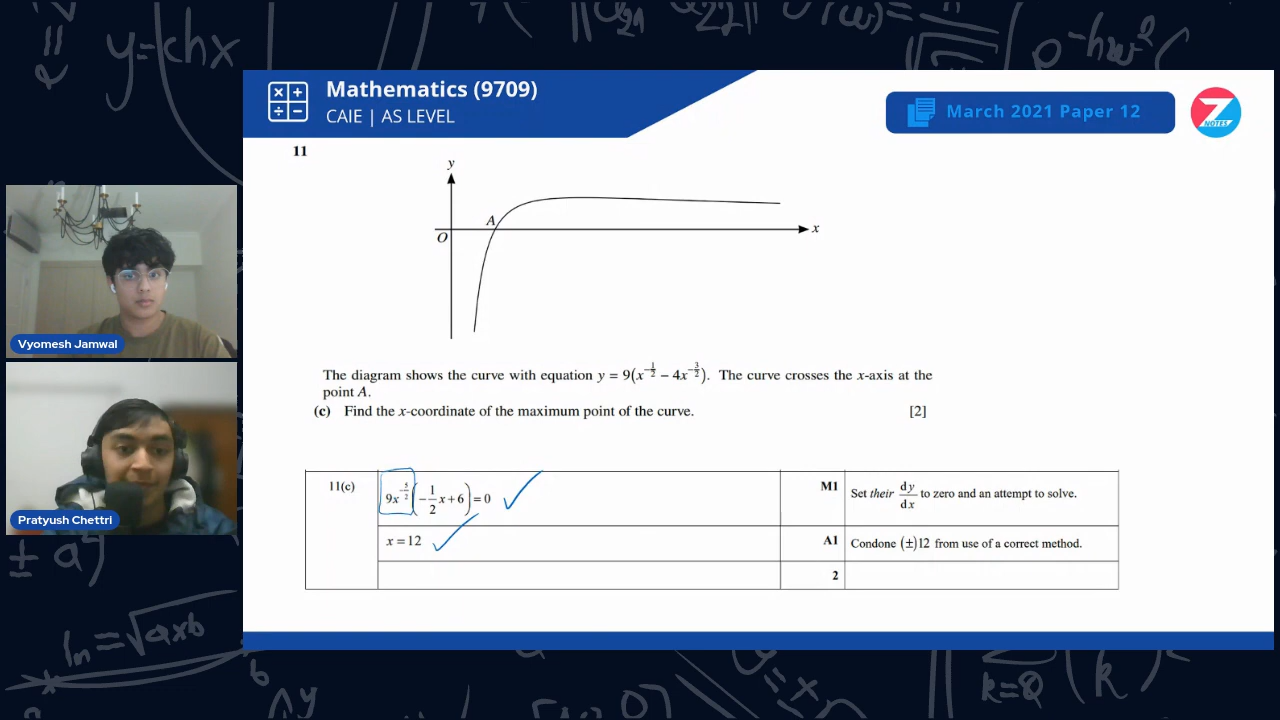 y=chx
Mathematics (9709)
CAIE | AS LEVEL
March 2021 Paper 12
Z
NOTES
11
y
A
O
x
The diagram shows the curve with equation y = 9(x^{-1/2} − 4x^{-3/2}). The curve crosses the x-axis at the
point A.
(c) Find the x-coordinate of the maximum point of the curve. [2]
11(c) 9x^{-5/2}(−1/2 x + 6) = 0 M1 Set their dy/dx to zero and an attempt to solve.
x = 12 A1 Condone (±)12 from use of a correct method.
2
Vyomesh Jamwal
Pratyush Chettri
ln=√axb
k=Q